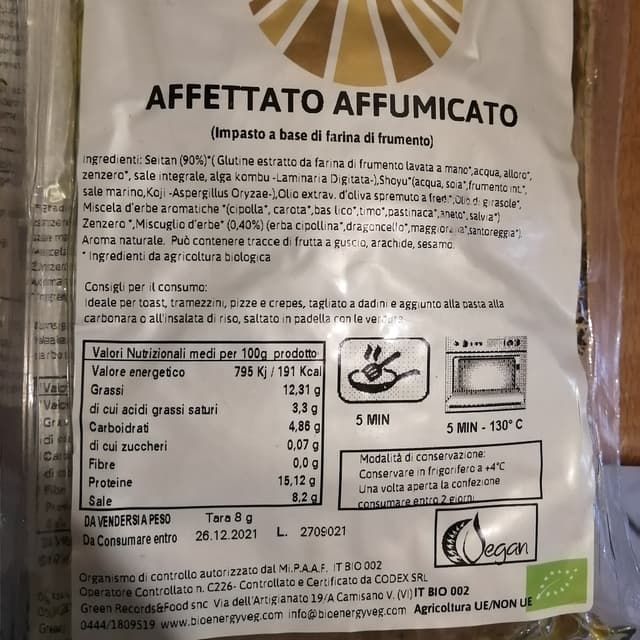 AFFETTATO AFFUMICATO
(Impasto a base di farina di frumento)
Ingredienti: Seitan (90%)*( Glutine estratto da farina di frumento lavata a mano*,acqua, alloro*,
zenzero*, sale integrale, alga kombu -Laminaria Digitata-),Shoyu*(acqua, soia*,frumento int.*,
sale marino,Koji -Aspergillus Oryzae-),Olio extrav. d'oliva spremuto a fred. Olio di girasole*,
Miscela d'erbe aromatiche *(cipolla*, carota*,bas lico*,timo*,pastinaca*,aneto*,salvia*)
Zenzero *,Miscuglio d'erbe* (0,40%) (erba cipollina*,dragoncello*,maggiorana*,santoreggia*).
Aroma naturale. Può contenere tracce di frutta a guscio, arachide, sesamo.
* Ingredienti da agricoltura biologica
Consigli per il consumo:
Ideale per toast, tramezzini, pizze e crepes, tagliato a dadini e aggiunto alla pasta alla
carbonara o all'insalata di riso, saltato in padella con le verdure
Valori Nutrizionali medi per 100g prodotto
Valore energetico 795 Kj / 191 Kcal
Grassi 12,31 g
di cui acidi grassi saturi 3,3 g
Carboidrati 4,86 g
di cui zuccheri 0,07 g
Fibre 0,0 g
Proteine 15,12 g
Sale 8,2 g
5 MIN
5 MIN - 130° C
Modalità di conservazione:
Conservare in frigorifero a +4°C
Una volta aperta la confezione
consumare entro 2 giorni
DA VENDERSI A PESO Tara 8 g
Da Consumare entro 26.12.2021 L. 2709021
Vegan
Organismo di controllo autorizzato dal Mi.P.A.A.F. IT BIO 002
Operatore Controllato n. C226- Controllato e Certificato da CODEX SRL
Green Records&Food snc Via dell'Artigianato 19/A Camisano V. (VI) IT BIO 002
0444/1809519 www.bioenergyveg.com info@bioenergyveg.com Agricoltura UE/NON UE